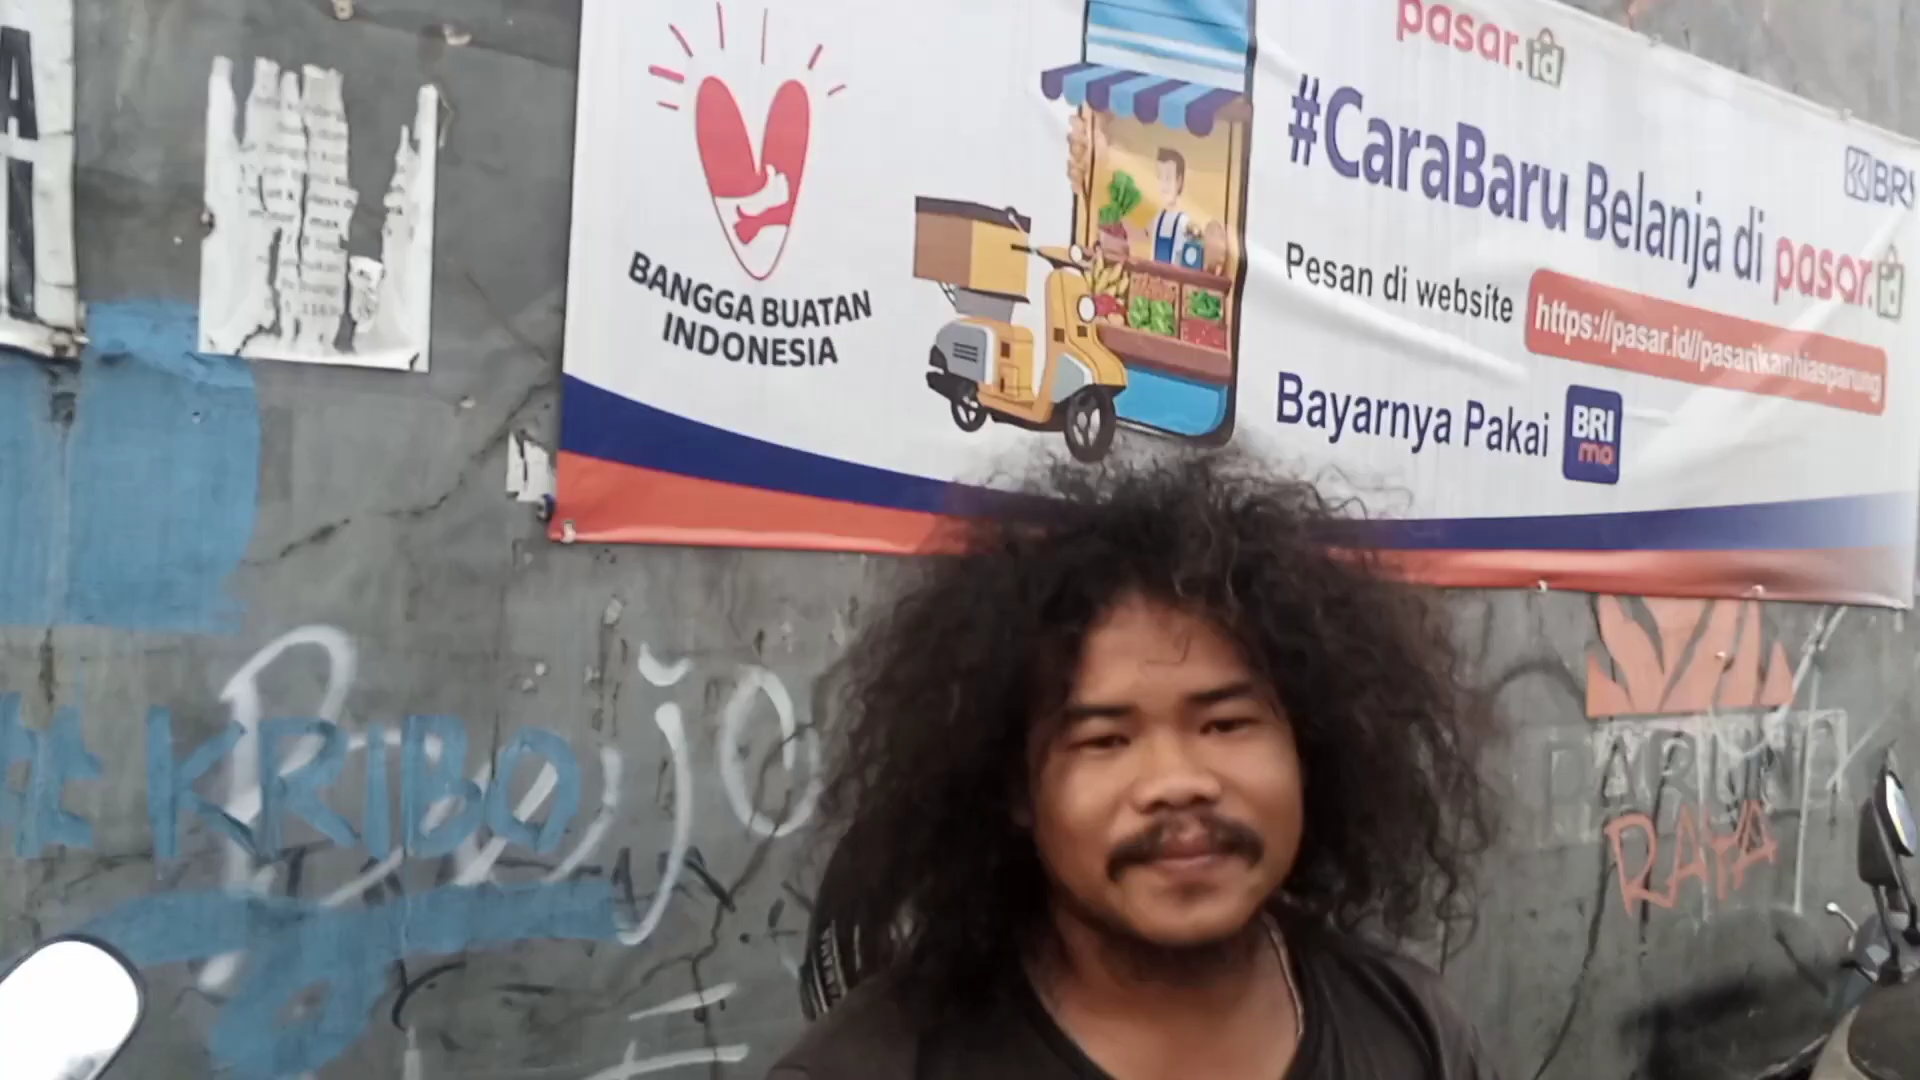 A
BANGGA BUATAN
INDONESIA
pasar.id
#CaraBaru Belanja di pasar.id
BRI
Pesan di website https://pasar.id//pasarikanhiasparung
Bayarnya Pakai BRI
mo
# KRIBO
PARUNG
RAYA